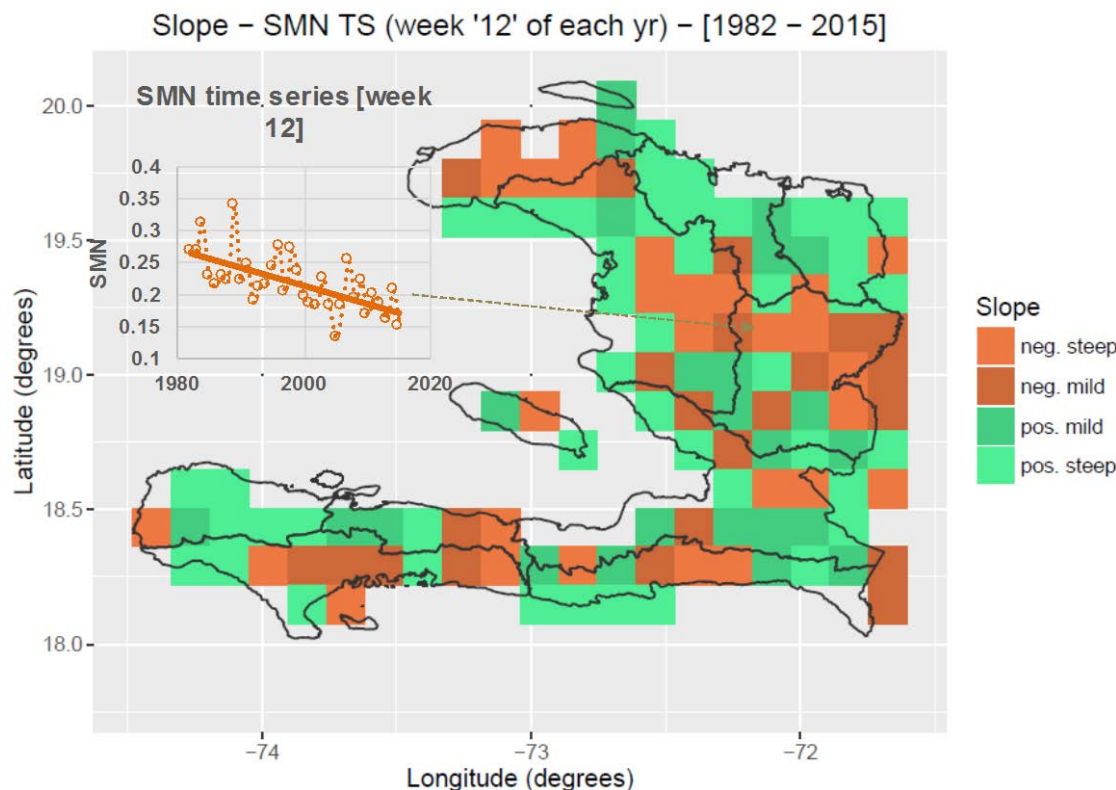 Slope − SMN TS (week '12' of each yr) − [1982 − 2015]
SMN time series [week
12]
0.4
0.35
0.3
0.25
0.2
0.15
0.1
SMN
1980
2000
2020
20.0
19.5
19.0
18.5
18.0
Latitude (degrees)
−74
−73
−72
Longitude (degrees)
Slope
neg. steep
neg. mild
pos. mild
pos. steep